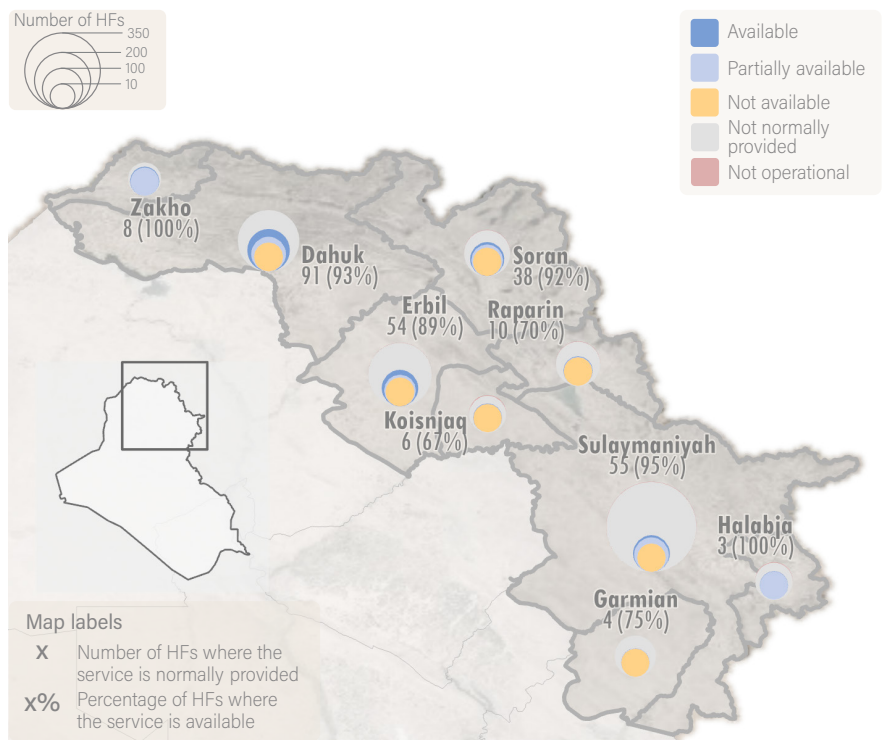 Number of HFs
350
200
100
10
Available
Partially available
Not available
Not normally
provided
Not operational
Zakho
8 (100%)
Dahuk
91 (93%)
Soran
38 (92%)
Erbil
54 (89%)
Raparin
10 (70%)
Koisnjaq
6 (67%)
Sulaymaniyah
55 (95%)
Halabja
3 (100%)
Garmian
4 (75%)
Map labels
x Number of HFs where the
service is normally provided
x% Percentage of HFs where
the service is available